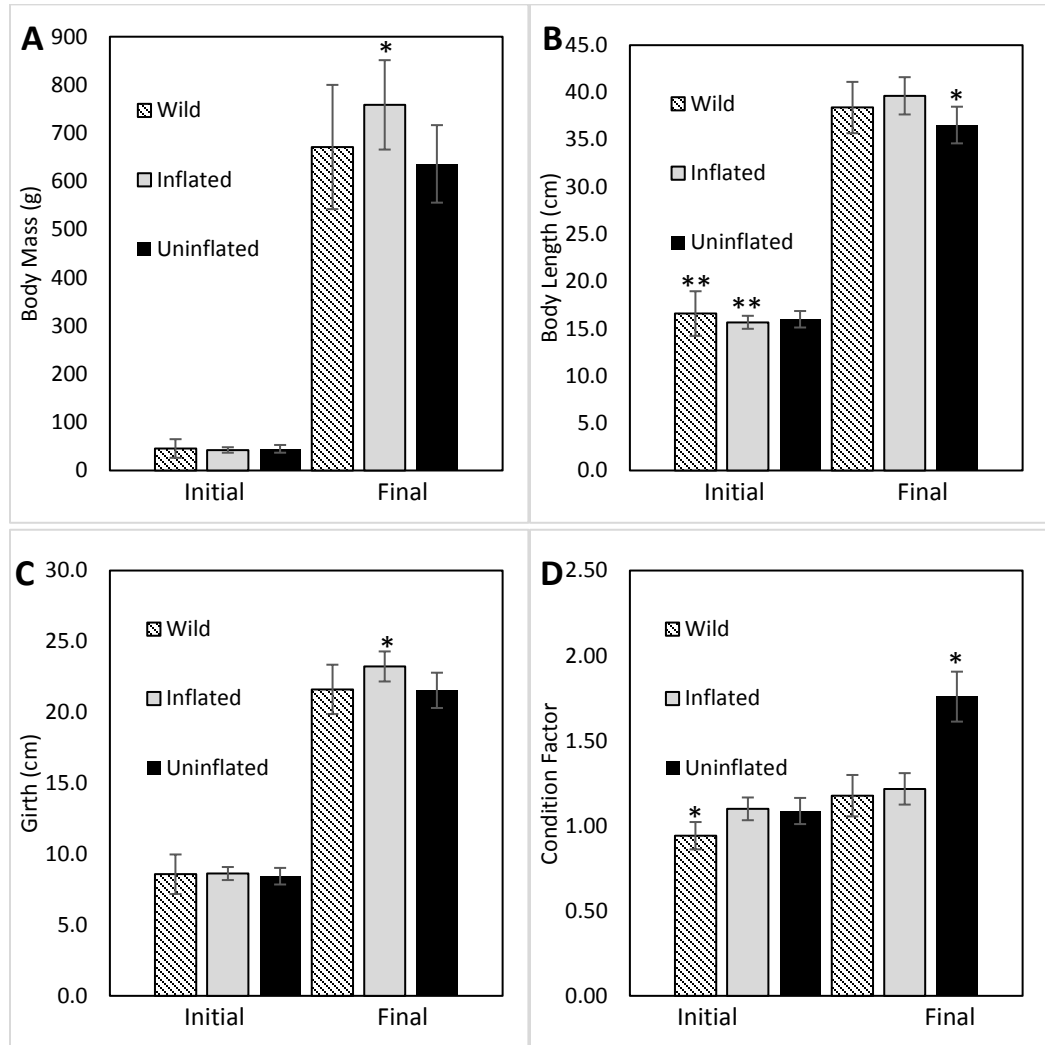 A
Body Mass (g)
900
800
700
600
500
400
300
200
100
0
Wild
Inflated
Uninflated
*
Initial Final
B
Body Length (cm)
45.0
40.0
35.0
30.0
25.0
20.0
15.0
10.0
5.0
0.0
Wild
Inflated
Uninflated
** ** *
Initial Final
C
Girth (cm)
30.0
25.0
20.0
15.0
10.0
5.0
0.0
Wild
Inflated
Uninflated
*
Initial Final
D
Condition Factor
2.50
2.00
1.50
1.00
0.50
0.00
Wild
Inflated
Uninflated
* *
Initial Final